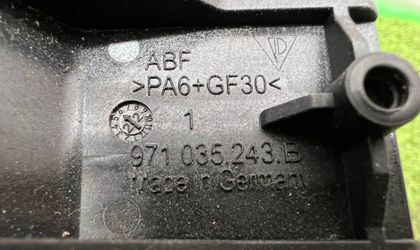 ABF
>PA6+GF30<
1
971 035 243.B
Made In Germany